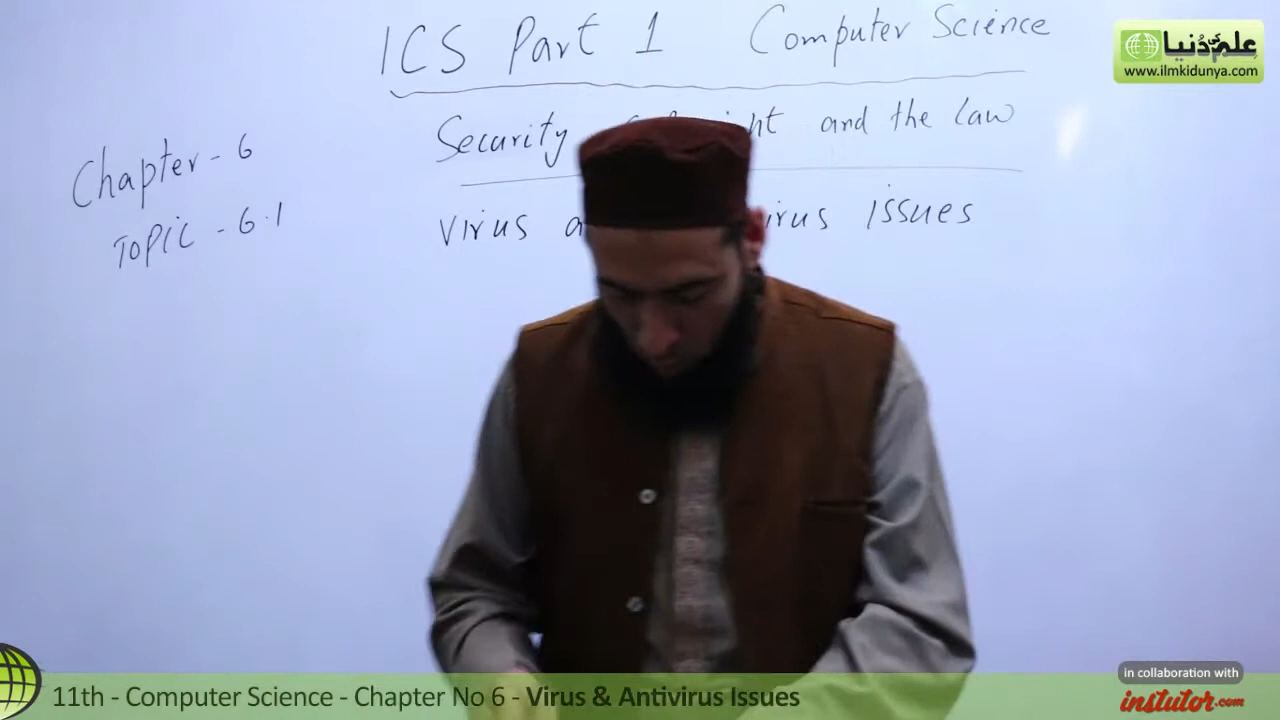 ICS Part 1 Computer Science
علم کی دُنیا
www.ilmkidunya.com
Security and the Law
Chapter - 6
Topic - 6.1
Virus issues
in collaboration with
instutor.com
11th - Computer Science - Chapter No 6 - Virus & Antivirus Issues